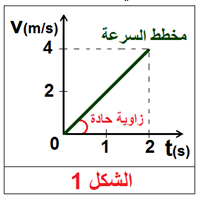 V(m/s)
مخطط السرعة
4
2
زاوية حادة
0 1 2 t(s)
الشكل 1